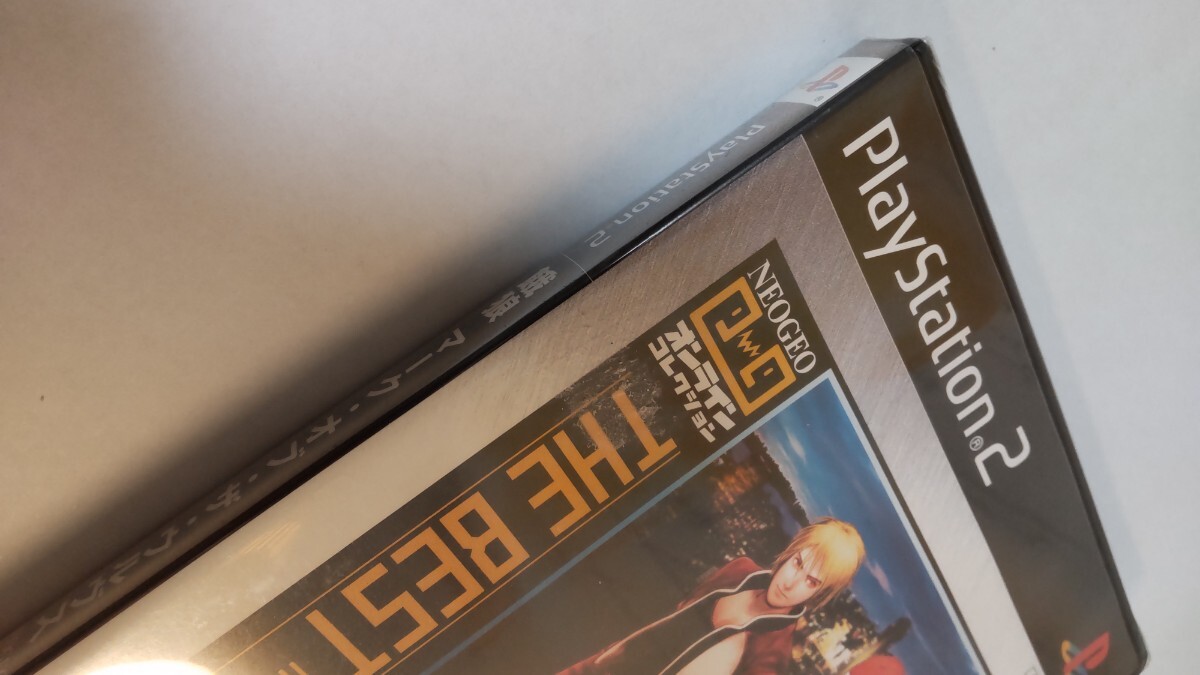 PlayStation®2
NEOGEO
オンライン
コレクション
THE BEST
PlayStation®2
餓狼 マーク・オブ・ザ・ウルヴズ